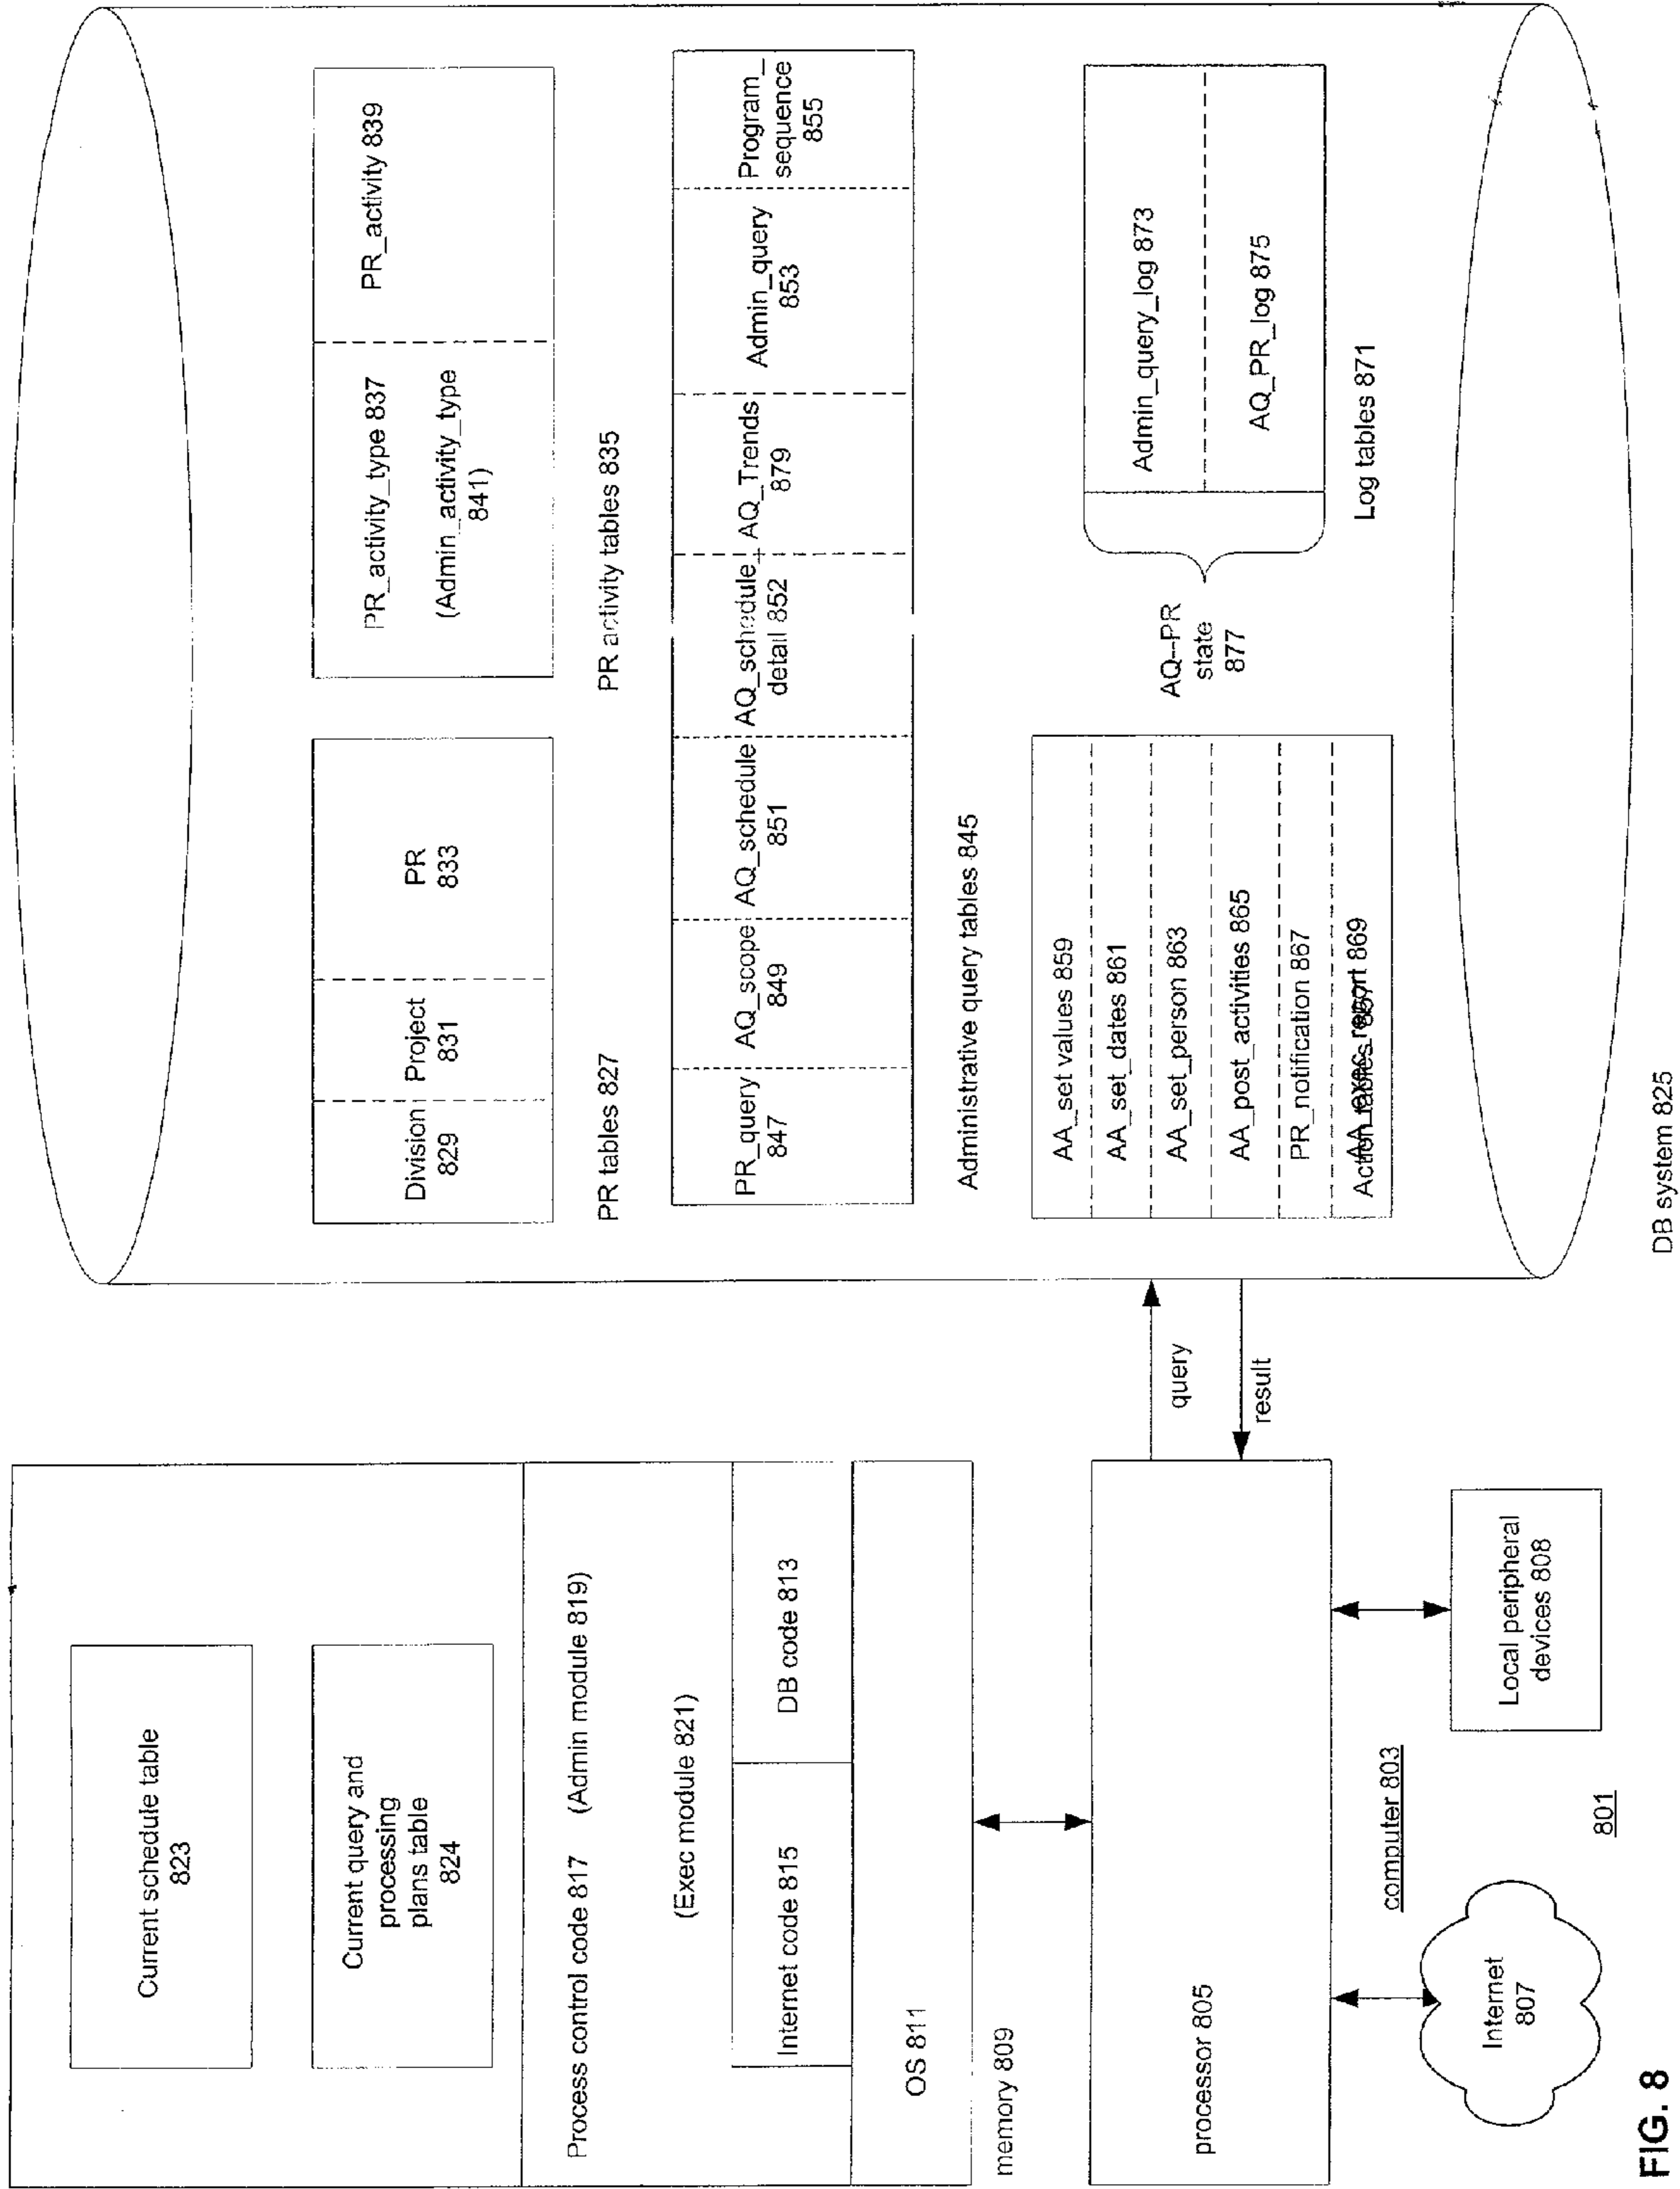 Current schedule table
823
Current query and
processing
plans table
824
Process control code 817 (Admin module 819)
(Exec module 821)
Internet code 815
DB code 813
OS 811
memory 809
processor 805
query
result
computer 803
Internet
807
Local peripheral
devices 808
801
FIG. 8
Division
829
Project
831
PR
833
PR tables 827
PR_activity_type 837
(Admin_activity_type
841)
PR_activity 839
PR activity tables 835
PR_query
847
AQ_scope
849
AQ_schedule
851
AQ_schedule_
detail 852
AQ_Trends
879
Admin_query
853
Program_
sequence
855
Administrative query tables 845
AA_set values 859
AA_set_dates 861
AA_set_person 863
AA_post_activities 865
PR_notification 867
AA_exec_report 869
Action tables 857
AQ--PR
state
877
Admin_query_log 873
AQ_PR_log 875
Log tables 871
DB system 825